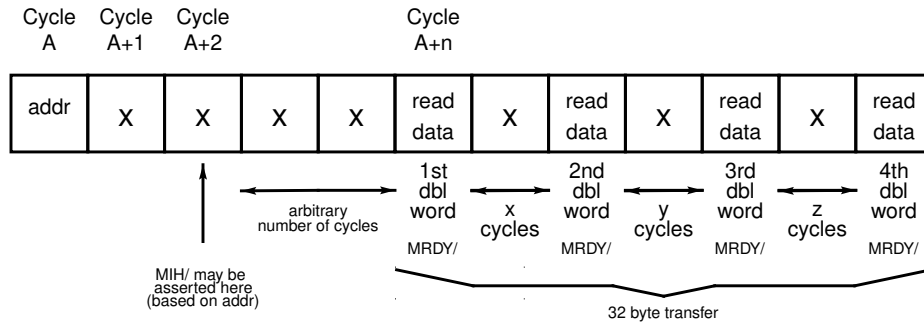 Cycle Cycle Cycle Cycle
A A+1 A+2 A+n
addr X X X X read data X read data X read data X read data
1st dbl word
x cycles
2nd dbl word
y cycles
3rd dbl word
z cycles
4th dbl word
arbitrary
number of cycles
MRDY/ MRDY/ MRDY/ MRDY/
MIH/ may be
asserted here
(based on addr)
32 byte transfer